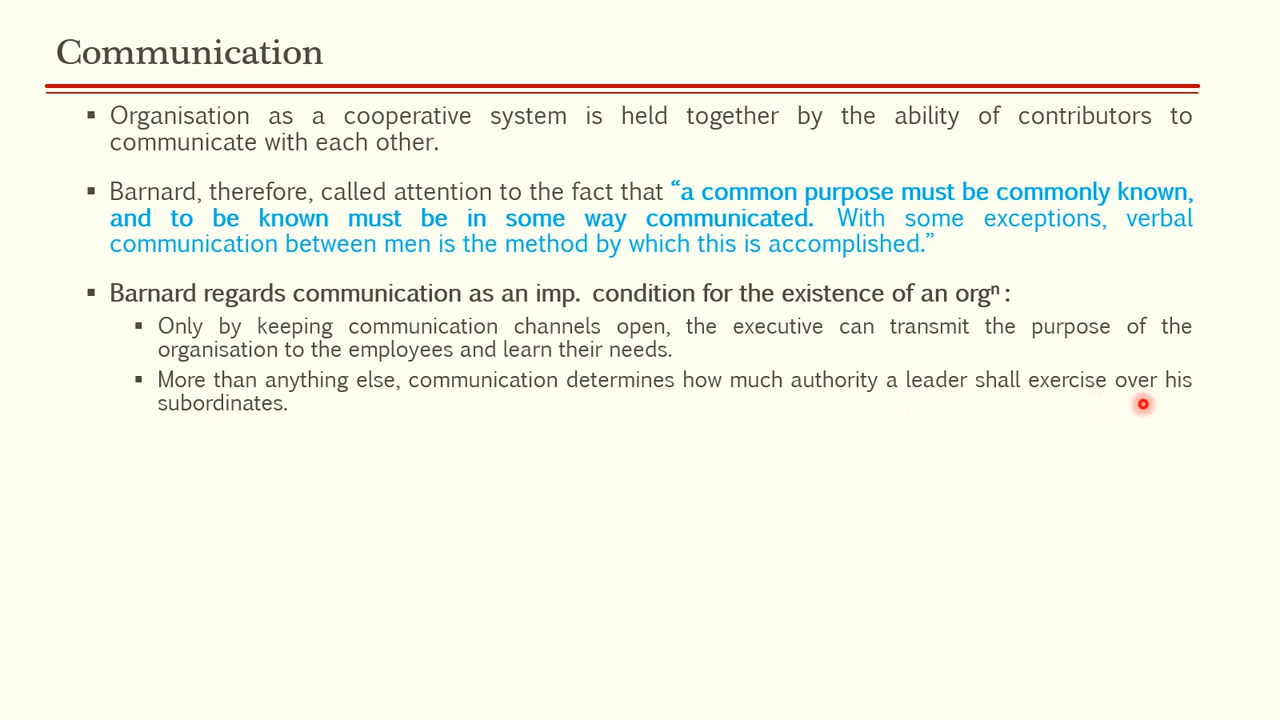 Communication
▪ Organisation as a cooperative system is held together by the ability of contributors to
communicate with each other.
▪ Barnard, therefore, called attention to the fact that “a common purpose must be commonly known,
and to be known must be in some way communicated. With some exceptions, verbal
communication between men is the method by which this is accomplished.”
▪ Barnard regards communication as an imp. condition for the existence of an orgⁿ :
▪ Only by keeping communication channels open, the executive can transmit the purpose of the
organisation to the employees and learn their needs.
▪ More than anything else, communication determines how much authority a leader shall exercise over his
subordinates.